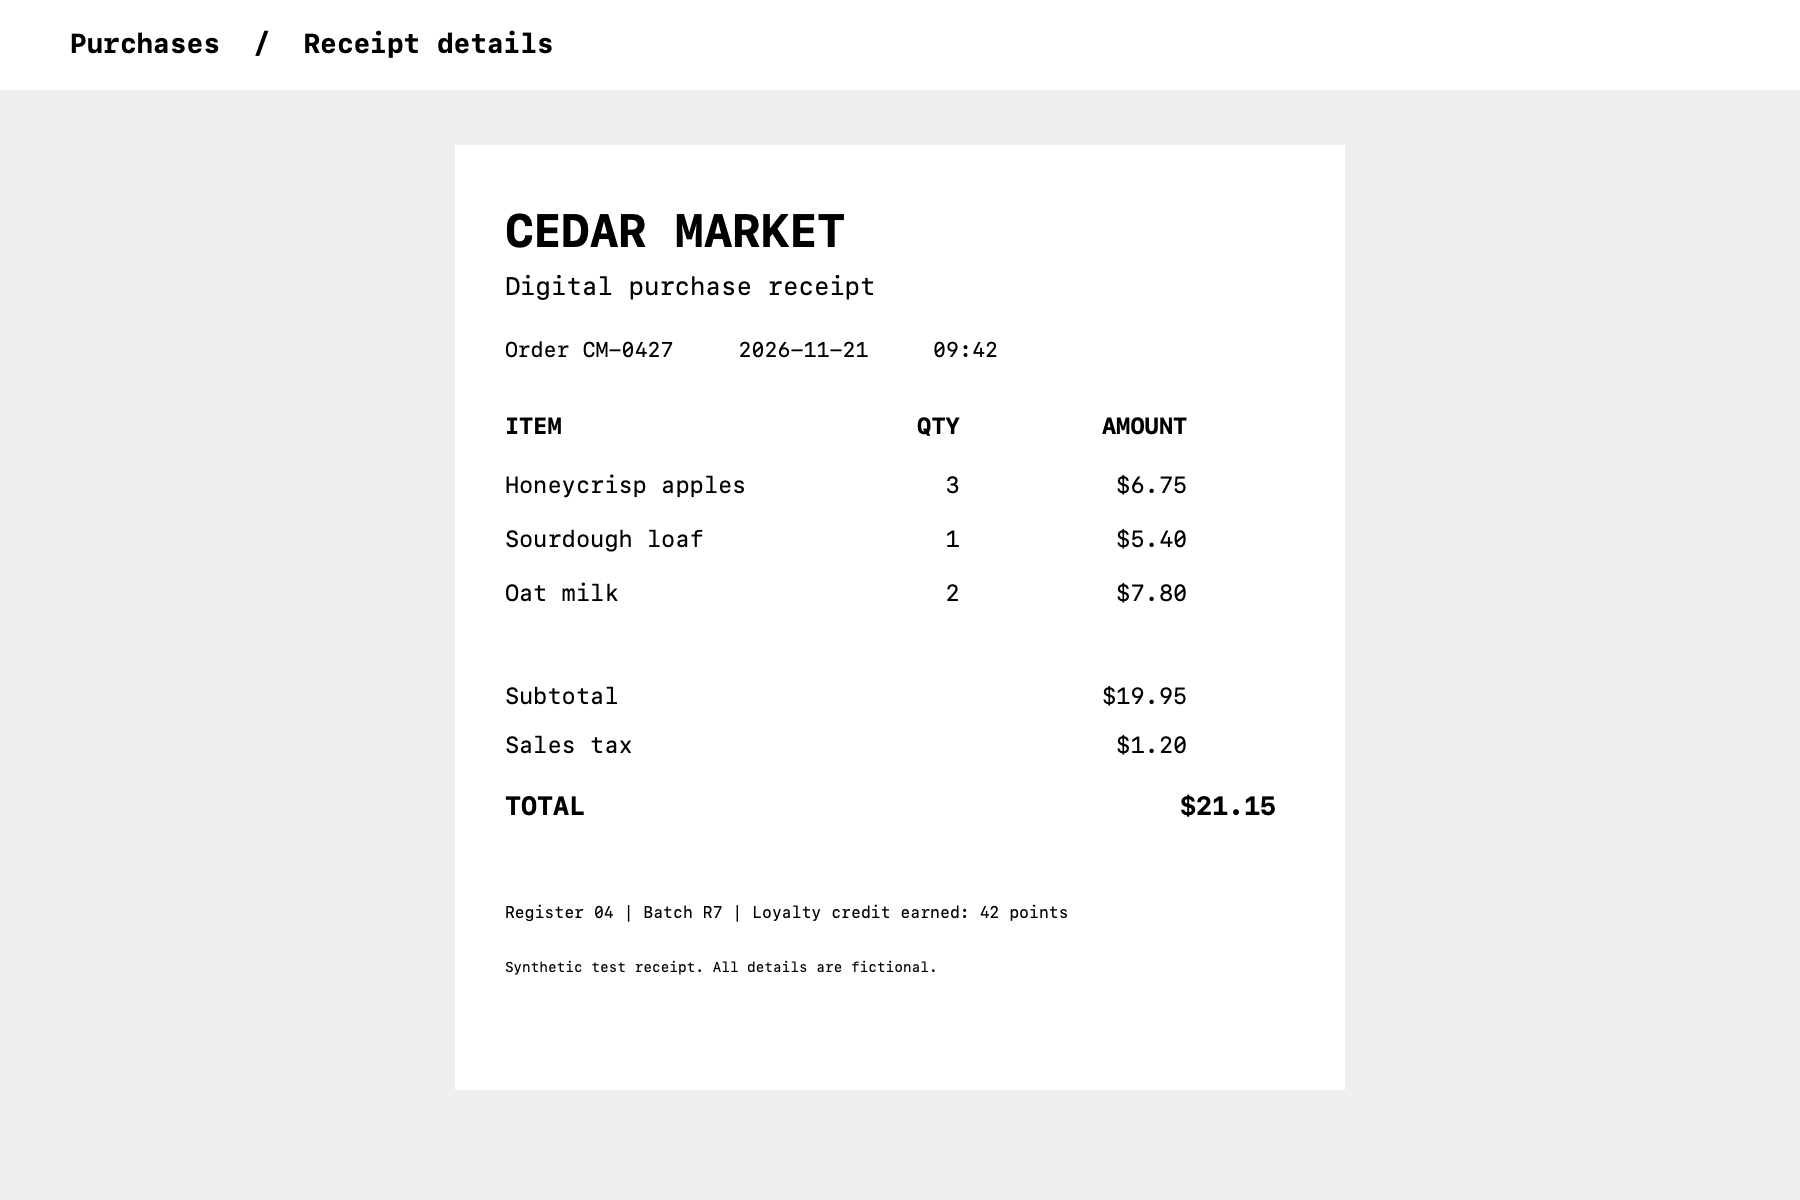 Purchases / Receipt details
CEDAR MARKET
Digital purchase receipt
Order CM-0427 2026-11-21 09:42
ITEM QTY AMOUNT
Honeycrisp apples 3 $6.75
Sourdough loaf 1 $5.40
Oat milk 2 $7.80
Subtotal $19.95
Sales tax $1.20
TOTAL $21.15
Register 04 | Batch R7 | Loyalty credit earned: 42 points
Synthetic test receipt. All details are fictional.